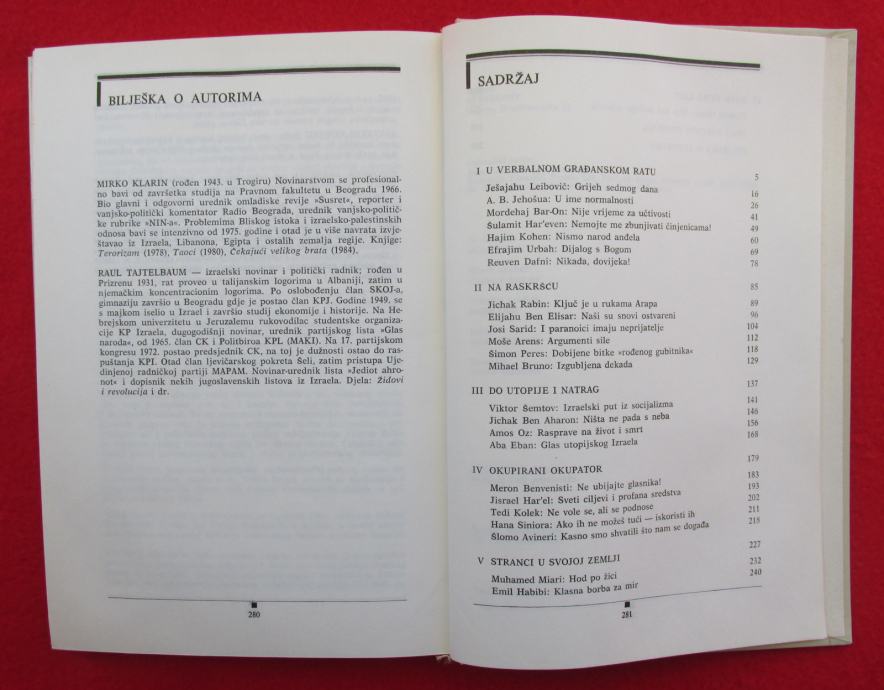 BILJEŠKA O AUTORIMA
MIRKO KLARIN (rođen 1943. u Trogiru) Novinarstvom se profesional-
no bavi od završetka studija na Pravnom fakultetu u Beogradu 1966.
Bio glavni i odgovorni urednik omladiske revije »Susret«, reporter i
vanjsko-politički komentator Radio Beograda, urednik vanjsko-politič-
ke rubrike »NIN-a«. Problemima Bliskog istoka i izraelsko-palestinskih
odnosa bavi se intenzivno od 1975. godine i otad je u više navrata izvje-
štavao iz Izraela, Libanona, Egipta i ostalih zemalja regije. Knjige:
Terorizam (1978), Taoci (1980), Čekajući velikog brata (1984).
RAUL TAJTELBAUM — izraelski novinar i politički radnik; rođen u
Prizrenu 1931, rat proveo u talijanskim logorima u Albaniji, zatim u
njemačkim koncentracionim logorima. Po oslobođenju član SKOJ-a,
gimnaziju završio u Beogradu gdje je postao član KPJ. Godine 1949, se
s majkom iselio u Izrael i završio studij ekonomije i historije. Na He-
brejskom univerzitetu u Jeruzalemu rukovodilac studentske organizaci-
je KP Izraela, dugogodišnji novinar, urednik partijskog lista »Glas
naroda«, od 1965. član CK i Politbiroa KPL (MAKI). Na 17. partijskom
kongresu 1972. postao predsjednik CK, na toj je dužnosti ostao do ras-
puštanja KPI. Otad član ljevičarskog pokreta Šeli, zatim pristupa Uje-
dinjenoj radničkoj partiji MAPAM. Novinar-urednik lista »Jediot ahro-
not« i dopisnik nekih jugoslavenskih listova iz Izraela. Djela: Židovi
i revolucija i dr.
280
SADRŽAJ
I U VERBALNOM GRAĐANSKOM RATU 5
Ješajahu Leibovič: Grijeh sedmog dana 16
A. B. Jehošua: U ime normalnosti 26
Mordehaj Bar-On: Nije vrijeme za učtivosti 41
Šulamit Har'even: Nemojte me zbunjivati činjenicama! 49
Hajim Kohen: Nismo narod anđela 60
Efrajim Urbah: Dijalog s Bogom 69
Reuven Dafni: Nikada, dovijeka! 78
II NA RASKRŠĆU 85
Jichak Rabin: Ključ je u rukama Arapa 89
Elijahu Ben Elisar: Naši su snovi ostvareni 96
Josi Sarid: I paranoici imaju neprijatelje 104
Moše Arens: Argumenti sile 112
Šimon Peres: Dobijene bitke »rođenog gubitnika« 118
Mihael Bruno: Izgubljena dekada 129
III DO UTOPIJE I NATRAG 137
Viktor Šemtov: Izraelski put iz socijalizma 141
Jichak Ben Aharon: Ništa ne pada s neba 146
Amos Oz: Rasprave na život i smrt 156
Aba Eban: Glas utopijskog Izraela 168
IV OKUPIRANI OKUPATOR 179
Meron Benvenisti: Ne ubijajte glasnika! 183
Jisrael Har'el: Sveti ciljevi i profana sredstva 193
Tedi Kolek: Ne vole se, ali se podnose 202
Hana Siniora: Ako ih ne možeš tući — iskoristi ih 211
Šlomo Avineri: Kasno smo shvatili što nam se događa 218
V STRANCI U SVOJOJ ZEMLJI 227
Muhamed Miari: Hod po žici 232
Emil Habibi: Klasna borba za mir 240
281